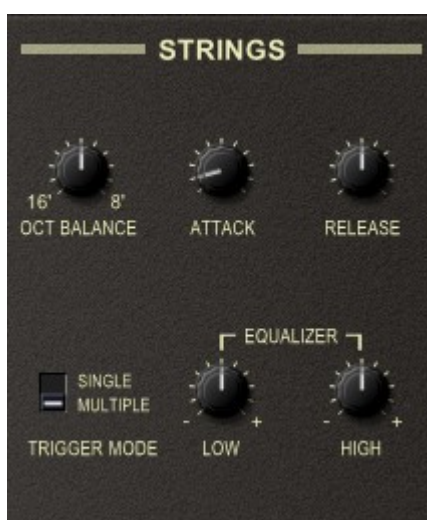 STRINGS
16' 8'
OCT BALANCE ATTACK RELEASE
EQUALIZER
SINGLE
MULTIPLE
- + - +
TRIGGER MODE LOW HIGH